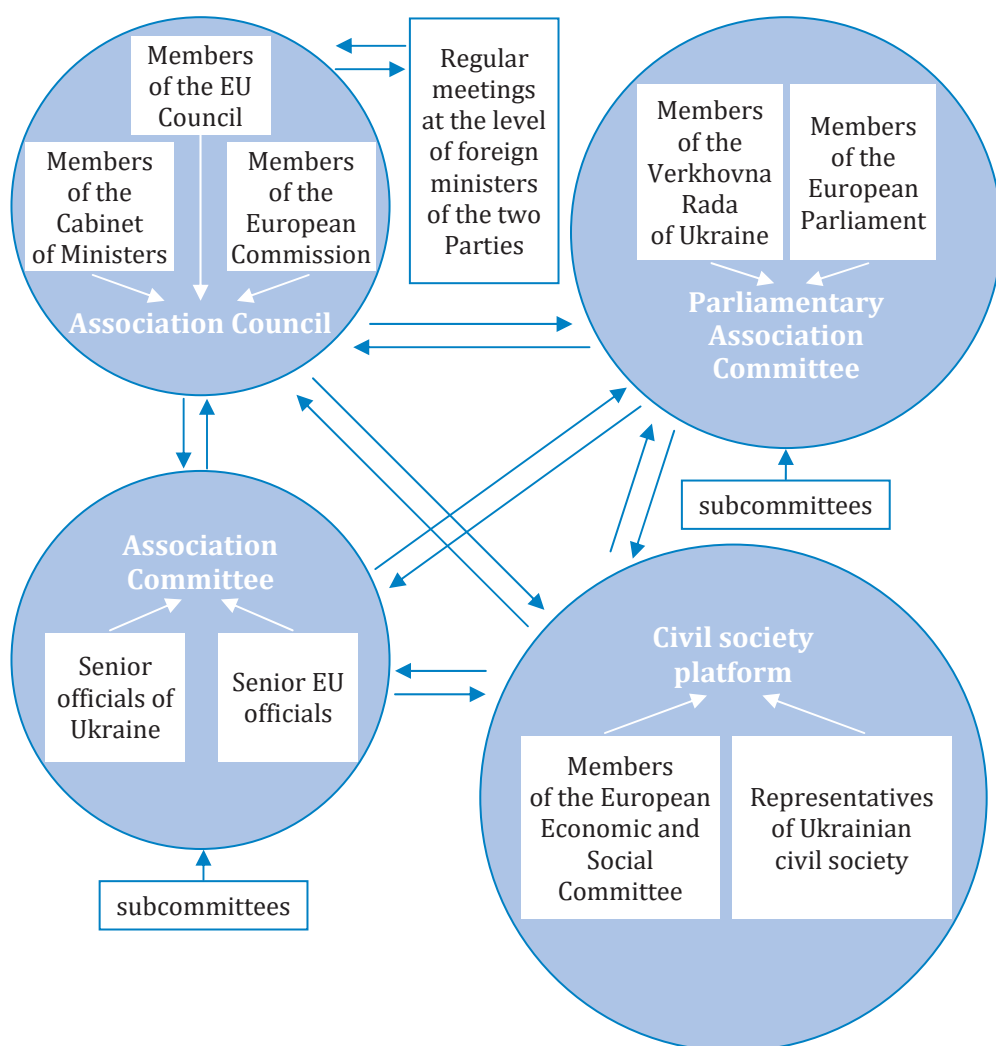 Members
of the EU
Council
Members
of the
Cabinet
of Ministers
Members
of the
European
Commission
Association Council
Regular
meetings
at the level
of foreign
ministers
of the two
Parties
Members
of the
Verkhovna
Rada
of Ukraine
Members
of the
European
Parliament
Parliamentary
Association
Committee
subcommittees
Association
Committee
Senior
officials of
Ukraine
Senior EU
officials
subcommittees
Civil society
platform
Members
of the European
Economic and
Social
Committee
Representatives
of Ukrainian
civil society